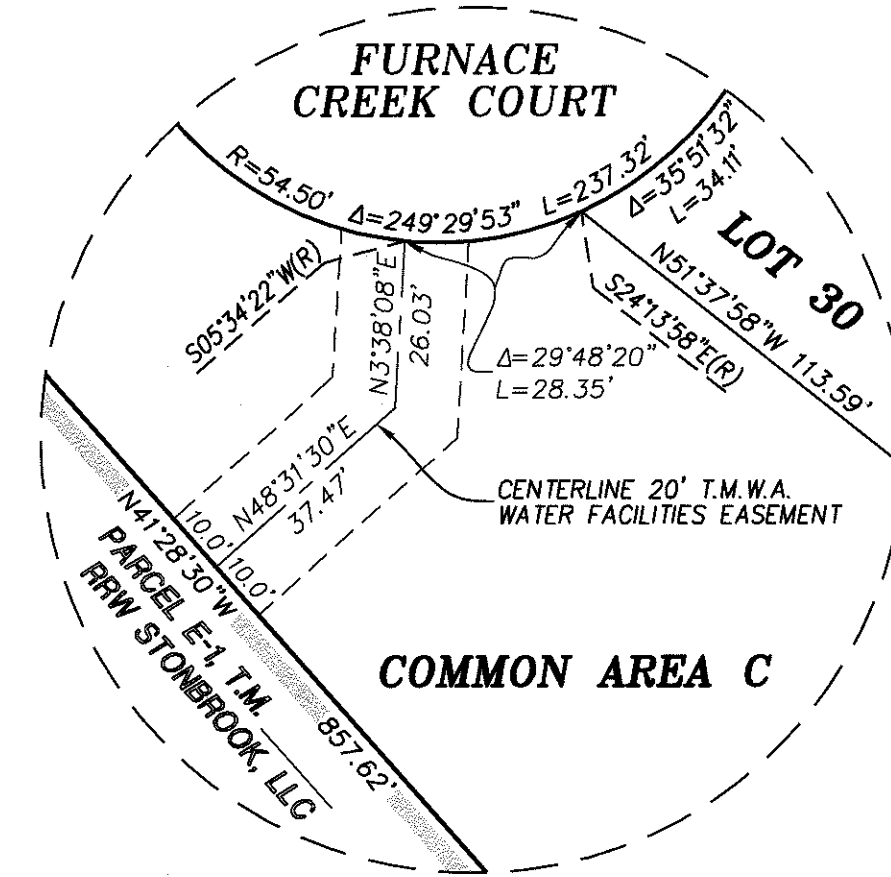 FURNACE
CREEK COURT
R=54.50'
Δ=249°29'53"
L=237.32'
Δ=35°51'32"
L=34.11'
LOT 30
N51°37'58"W 113.59'
S24°13'58"E(R)
S05°34'22"W(R)
N3°38'08"E
26.03'
Δ=29°48'20"
L=28.35'
CENTERLINE 20' T.M.W.A.
WATER FACILITIES EASEMENT
N48°31'30"E
37.47'
10.0'
10.0'
N41°28'30"W
857.62'
PARCEL E-1, T.M.
RRW STONBROOK, LLC
COMMON AREA C